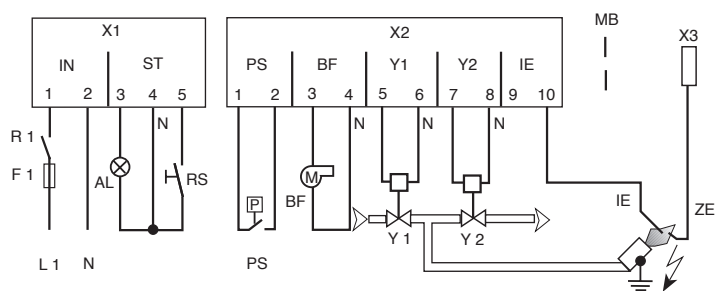 X1
X2
MB
X3
IN
ST
PS
BF
Y1
Y2
IE
1 2 3 4 5
1 2 3 4 5 6 7 8 9 10
N
N
N
N
R 1
F 1
AL
RS
M
P
BF
IE
ZE
Y 1
Y 2
L 1
N
PS